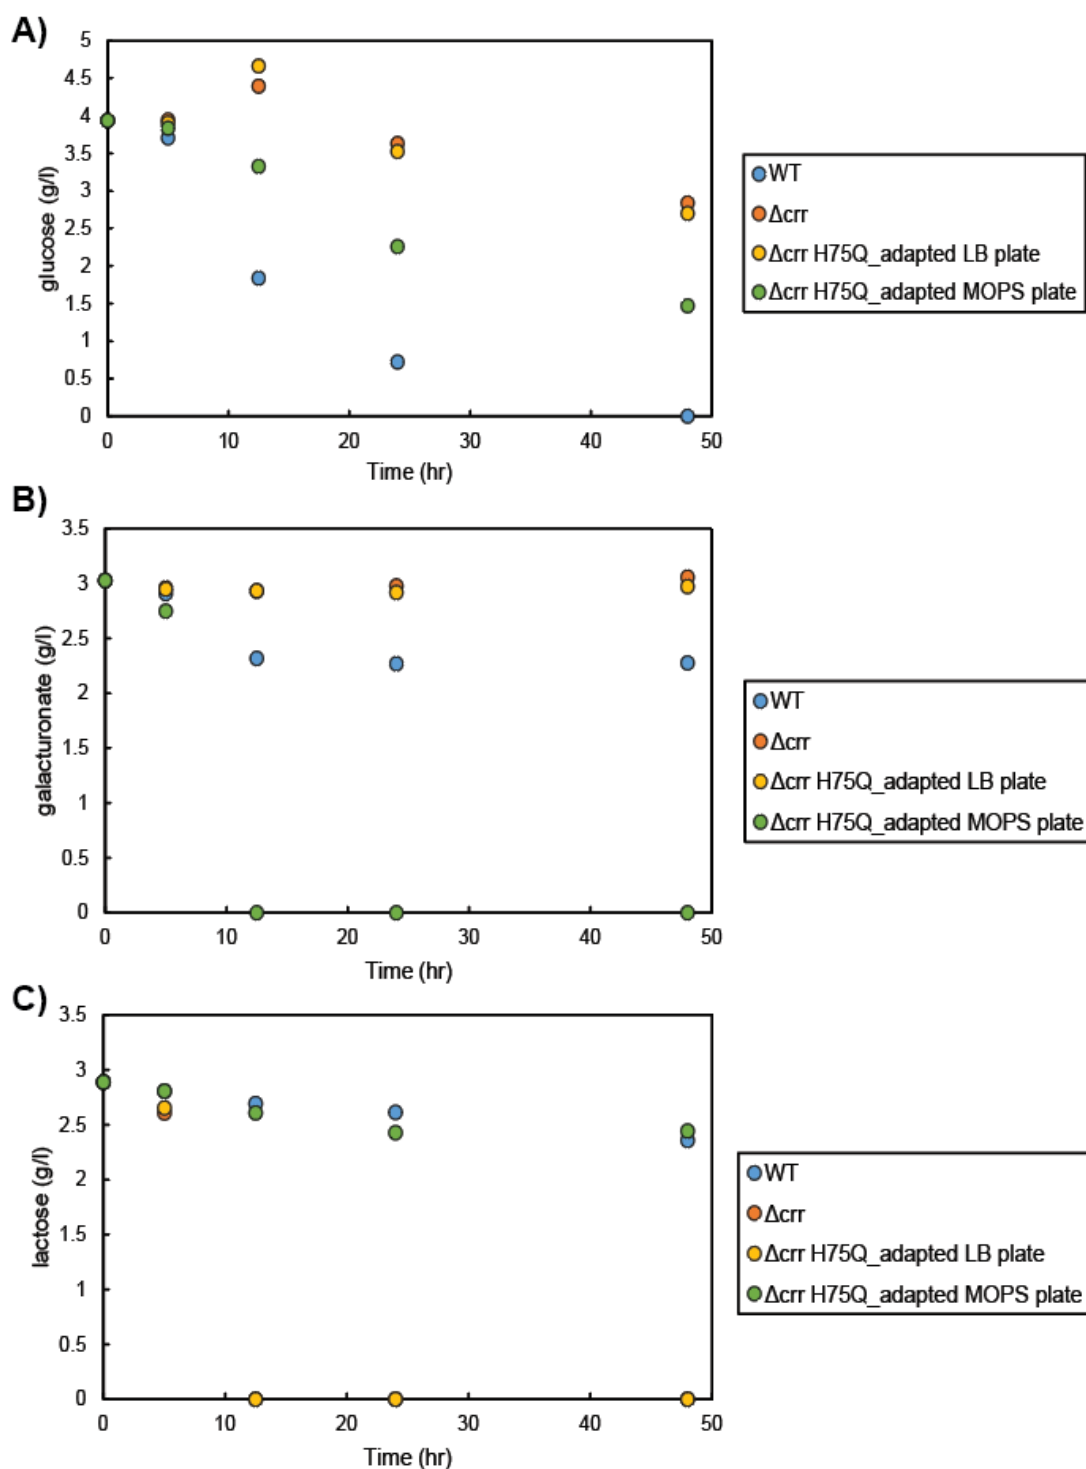 A)
5
4.5
4
3.5
3
2.5
2
1.5
1
0.5
0
glucose (g/l)
0 10 20 30 40 50
Time (hr)
WT
Δcrr
Δcrr H75Q_adapted LB plate
Δcrr H75Q_adapted MOPS plate
B)
3.5
3
2.5
2
1.5
1
0.5
0
galacturonate (g/l)
0 10 20 30 40 50
Time (hr)
WT
Δcrr
Δcrr H75Q_adapted LB plate
Δcrr H75Q_adapted MOPS plate
C)
3.5
3
2.5
2
1.5
1
0.5
0
lactose (g/l)
0 10 20 30 40 50
Time (hr)
WT
Δcrr
Δcrr H75Q_adapted LB plate
Δcrr H75Q_adapted MOPS plate